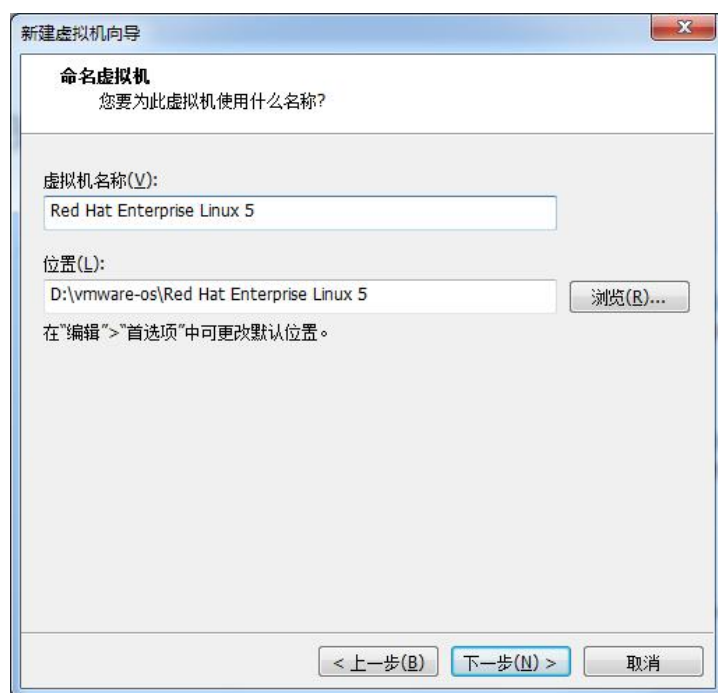 新建虚拟机向导
命名虚拟机
您要为此虚拟机使用什么名称?
虚拟机名称(V):
Red Hat Enterprise Linux 5
位置(L):
D:\vmware-os\Red Hat Enterprise Linux 5
浏览(R)...
在"编辑">"首选项"中可更改默认位置。
< 上一步(B) 下一步(N) > 取消